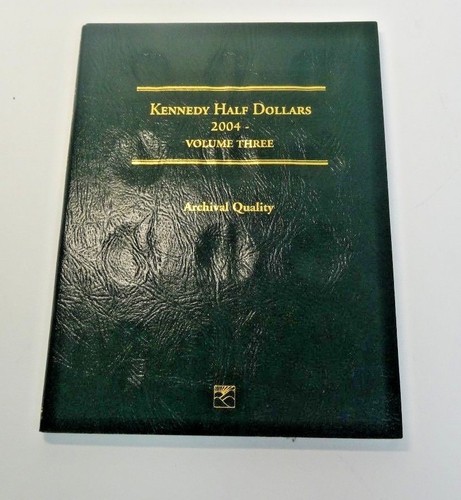 KENNEDY HALF DOLLARS
2004 -
VOLUME THREE
Archival Quality